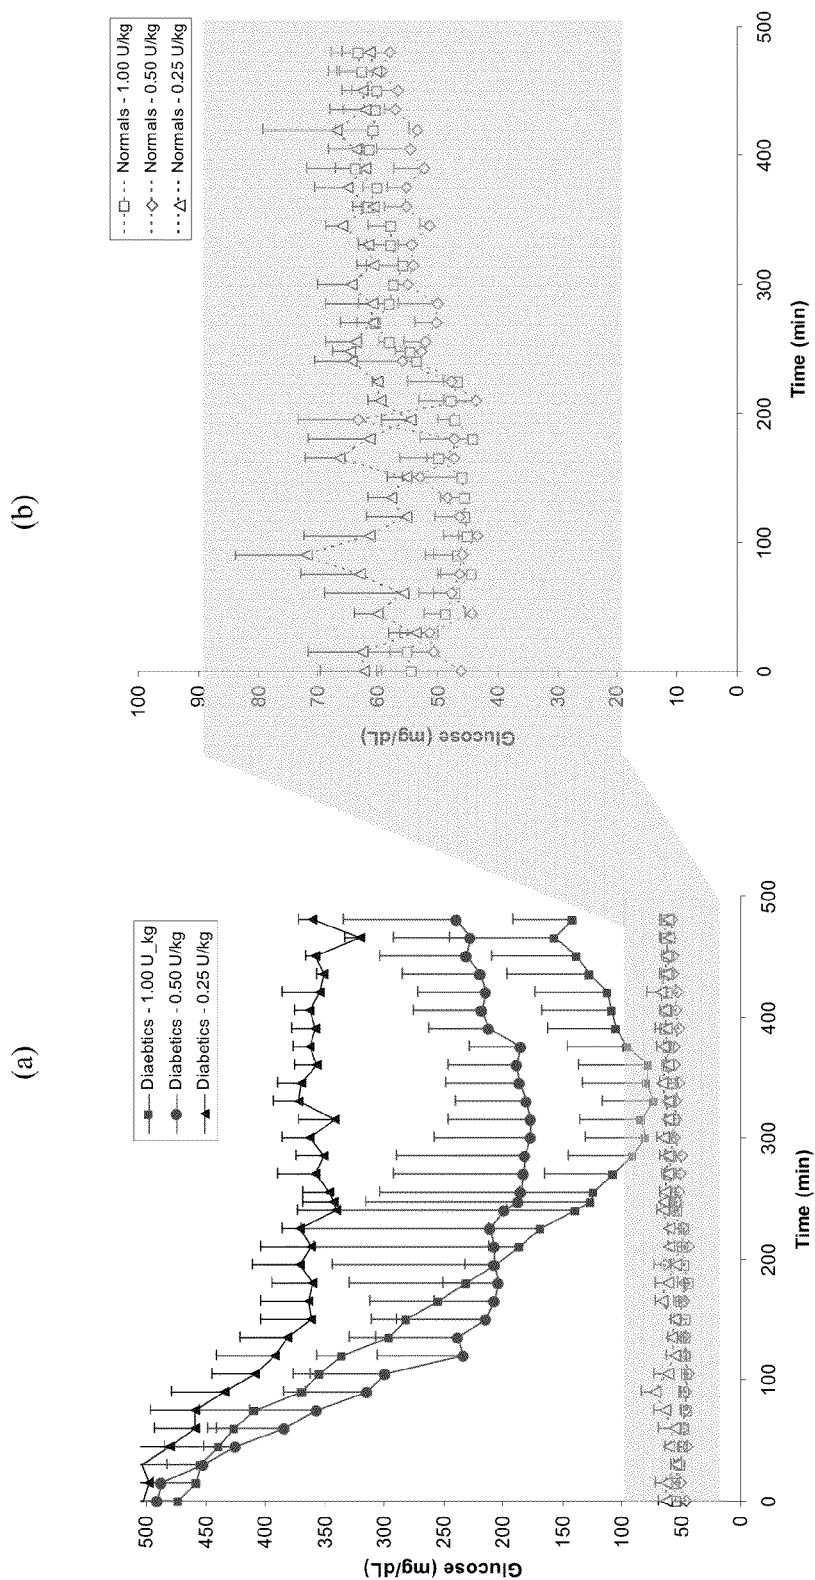 (a)
Diaebtics - 1.00 U_kg
Diabetics - 0.50 U/kg
Diabetics - 0.25 U/kg
Glucose (mg/dL)
500
450
400
350
300
250
200
150
100
50
0
0
100
200
300
400
500
Time (min)
(b)
Normals - 1.00 U/kg
Normals - 0.50 U/kg
Normals - 0.25 U/kg
Glucose (mg/dL)
100
90
80
70
60
50
40
30
20
10
0
0
100
200
300
400
500
Time (min)